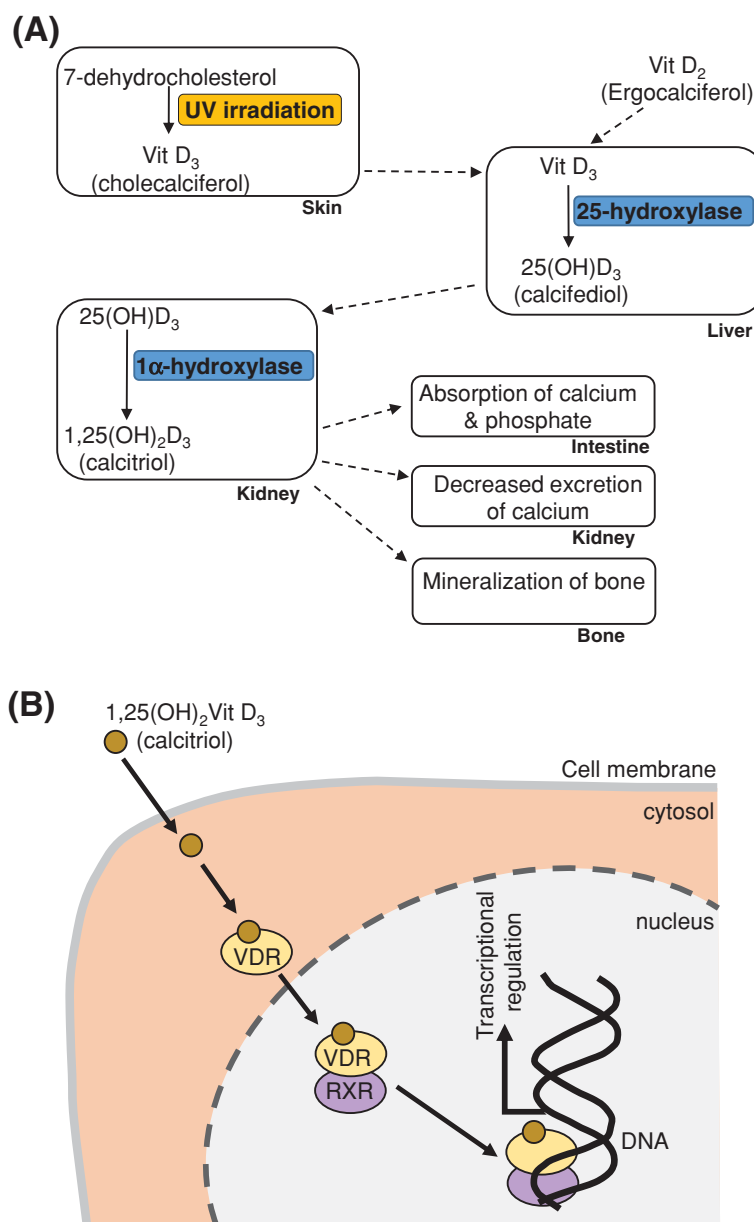 (A)
7-dehydrocholesterol
UV irradiation
Vit D₃
(cholecalciferol)
Skin
Vit D₂
(Ergocalciferol)
Vit D₃
25-hydroxylase
25(OH)D₃
(calcifediol)
Liver
25(OH)D₃
1α-hydroxylase
1,25(OH)₂D₃
(calcitriol)
Kidney
Absorption of calcium
& phosphate
Intestine
Decreased excretion
of calcium
Kidney
Mineralization of bone
Bone
(B)
1,25(OH)₂Vit D₃
(calcitriol)
Cell membrane
cytosol
nucleus
VDR
Transcriptional
regulation
VDR
RXR
DNA